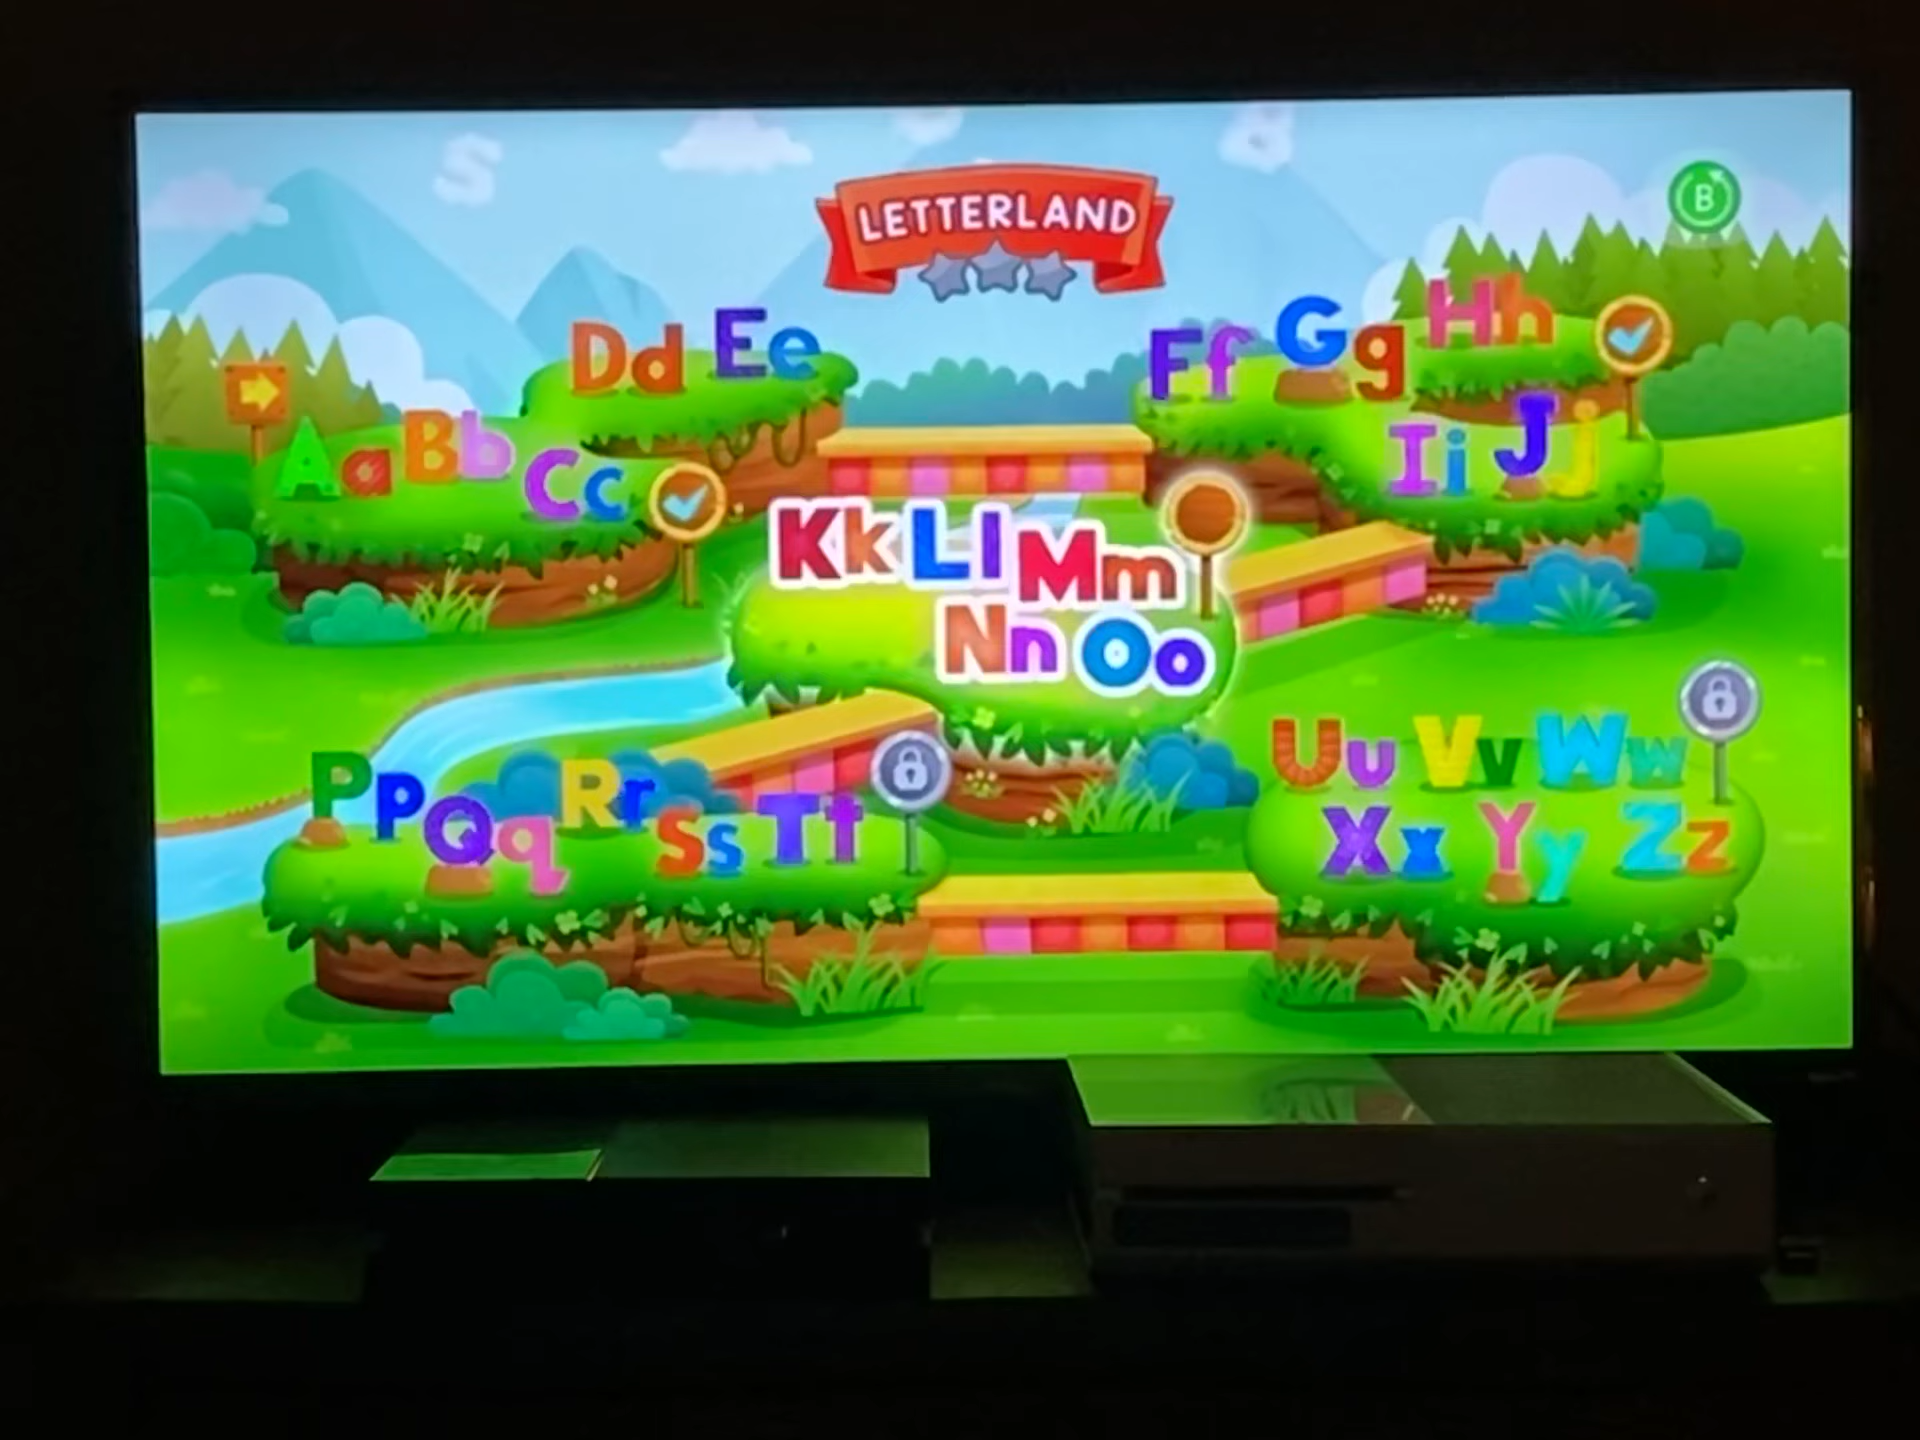 S
8
LETTERLAND
B
Dd Ee
Ff Gg Hh
Aa Bb Cc
Ii Jj
Kk Ll Mm
Nn Oo
Pp Qq Rr Ss Tt
Uu Vv Ww
Xx Yy Zz